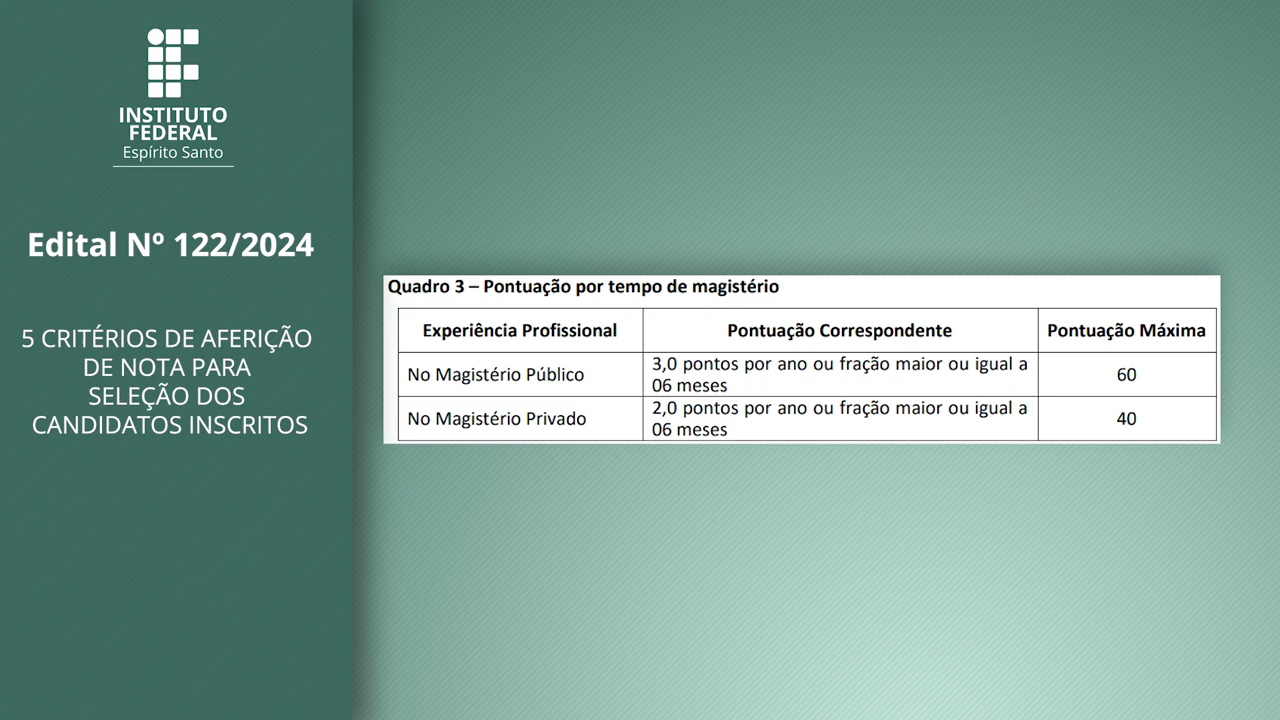 INSTITUTO
FEDERAL
Espírito Santo
Edital Nº 122/2024
5 CRITÉRIOS DE AFERIÇÃO
DE NOTA PARA
SELEÇÃO DOS
CANDIDATOS INSCRITOS
Quadro 3 – Pontuação por tempo de magistério
Experiência Profissional Pontuação Correspondente Pontuação Máxima
No Magistério Público 3,0 pontos por ano ou fração maior ou igual a
06 meses 60
No Magistério Privado 2,0 pontos por ano ou fração maior ou igual a
06 meses 40